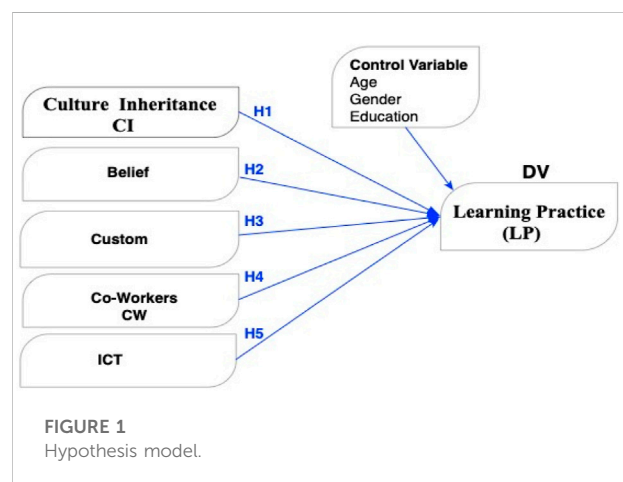 Control Variable
Age
Gender
Education
Culture Inheritance
CI
H1
Belief
H2
Custom
H3
Co-Workers
CW
H4
ICT
H5
DV
Learning Practice
(LP)
FIGURE 1
Hypothesis model.